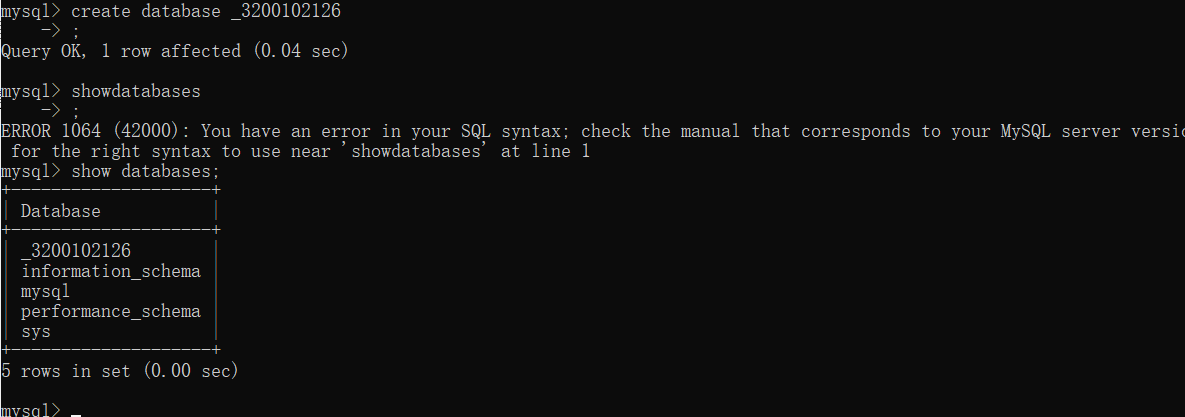 mysql> create database _3200102126
    -> ;
Query OK, 1 row affected (0.04 sec)
mysql> showdatabases
    -> ;
ERROR 1064 (42000): You have an error in your SQL syntax; check the manual that corresponds to your MySQL server versio
 for the right syntax to use near 'showdatabases' at line 1
mysql> show databases;
+--------------------+
| Database           |
+--------------------+
| _3200102126        |
| information_schema |
| mysql              |
| performance_schema |
| sys                |
+--------------------+
5 rows in set (0.00 sec)
mysql> _